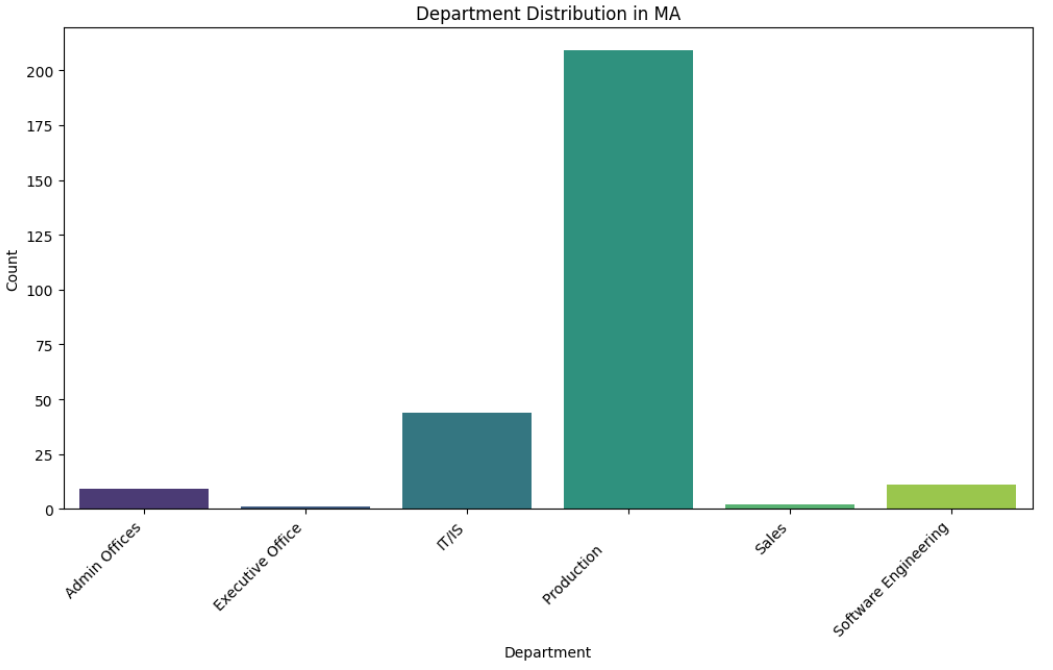 Department Distribution in MA
Count
200
175
150
125
100
75
50
25
0
Admin Offices
Executive Office
IT/IS
Production
Sales
Software Engineering
Department